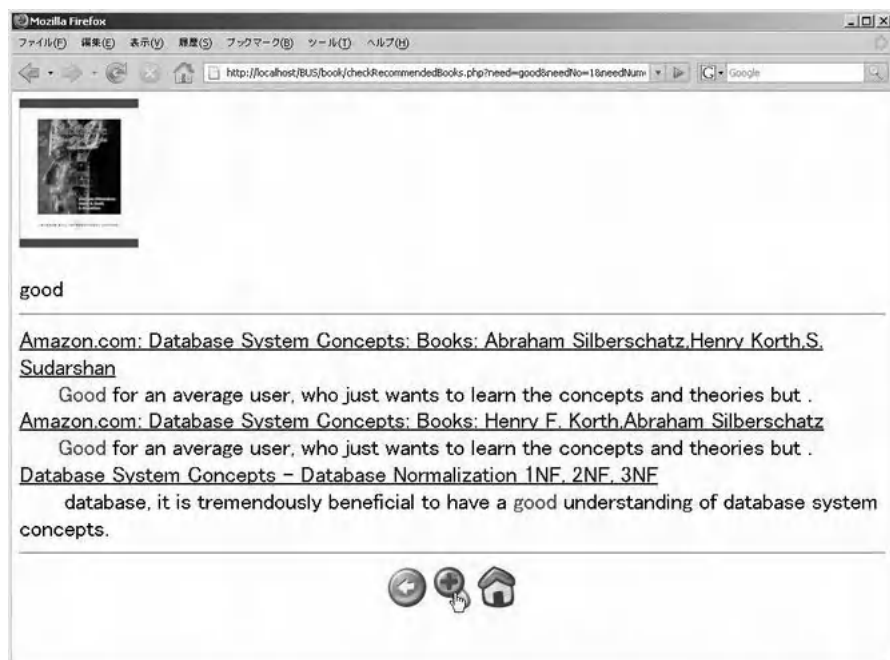 Mozilla Firefox
ファイル(F) 編集(E) 表示(V) 履歴(S) ブックマーク(B) ツール(T) ヘルプ(H)
http://localhost/BUS/book/checkRecommendedBooks.php?need=good&needNo=1&needNum
G Google
good
Amazon.com: Database System Concepts: Books: Abraham Silberschatz,Henry Korth,S.
Sudarshan
Good for an average user, who just wants to learn the concepts and theories but .
Amazon.com: Database System Concepts: Books: Henry F. Korth,Abraham Silberschatz
Good for an average user, who just wants to learn the concepts and theories but .
Database System Concepts - Database Normalization 1NF, 2NF, 3NF
database, it is tremendously beneficial to have a good understanding of database system
concepts.